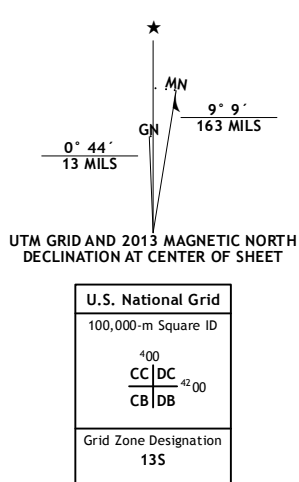 ★
MN
GN
9° 9´
163 MILS
0° 44´
13 MILS
UTM GRID AND 2013 MAGNETIC NORTH
DECLINATION AT CENTER OF SHEET
U.S. National Grid
100,000-m Square ID
⁴00
CC DC
⁴²00
CB DB
Grid Zone Designation
13S